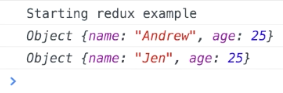 Starting redux example
Object {name: "Andrew", age: 25}
Object {name: "Jen", age: 25}
>